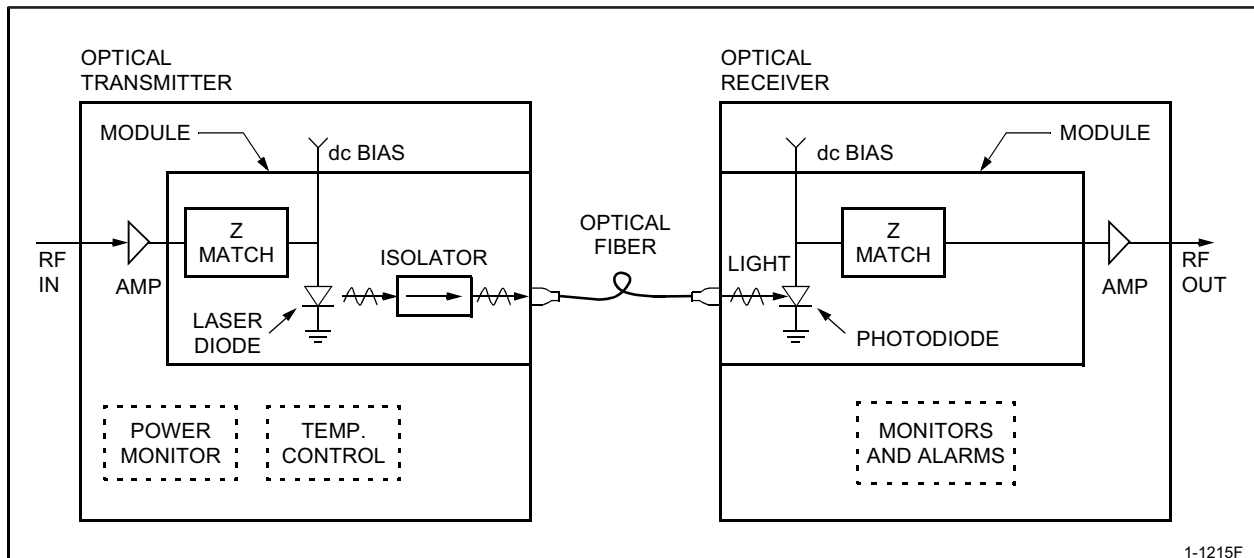 OPTICAL
TRANSMITTER
MODULE
dc BIAS
Z
MATCH
RF
IN
AMP
ISOLATOR
LASER
DIODE
POWER
MONITOR
TEMP.
CONTROL
OPTICAL
FIBER
OPTICAL
RECEIVER
MODULE
dc BIAS
Z
MATCH
LIGHT
PHOTODIODE
AMP
RF
OUT
MONITORS
AND ALARMS
1-1215F